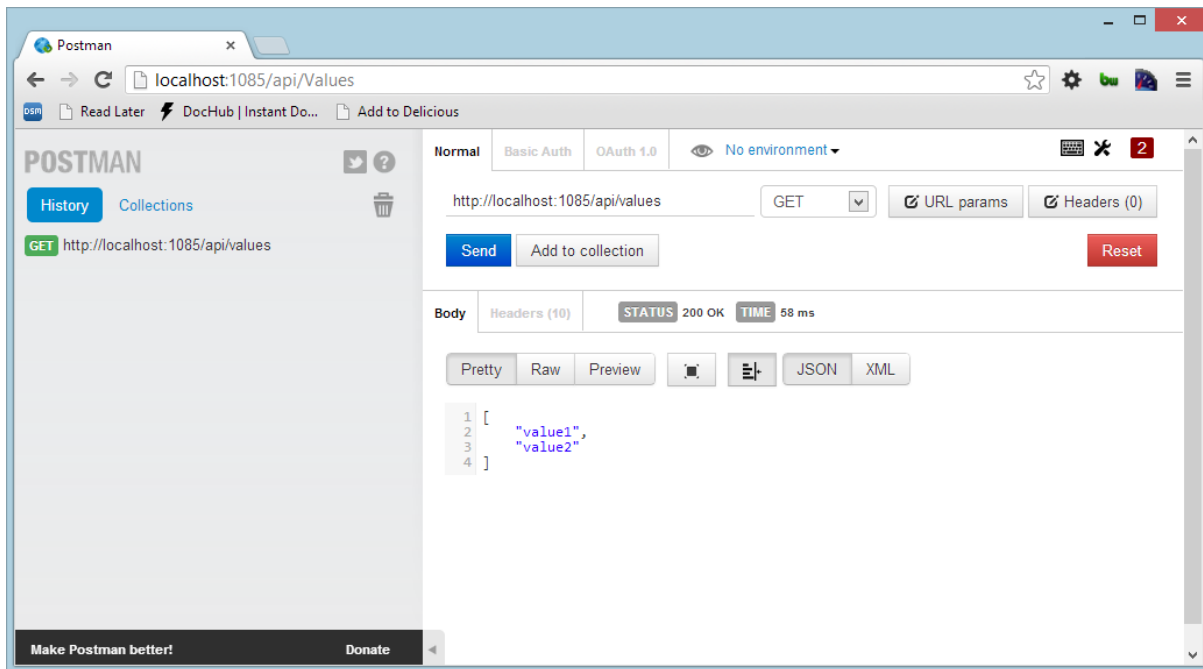 Postman
localhost:1085/api/Values
DSM Read Later DocHub | Instant Do... Add to Delicious
POSTMAN
History Collections
GET http://localhost:1085/api/values
Normal Basic Auth OAuth 1.0 No environment 2
http://localhost:1085/api/values GET URL params Headers (0)
Send Add to collection Reset
Body Headers (10) STATUS 200 OK TIME 58 ms
Pretty Raw Preview JSON XML
1 [
2 "value1",
3 "value2"
4 ]
Make Postman better! Donate